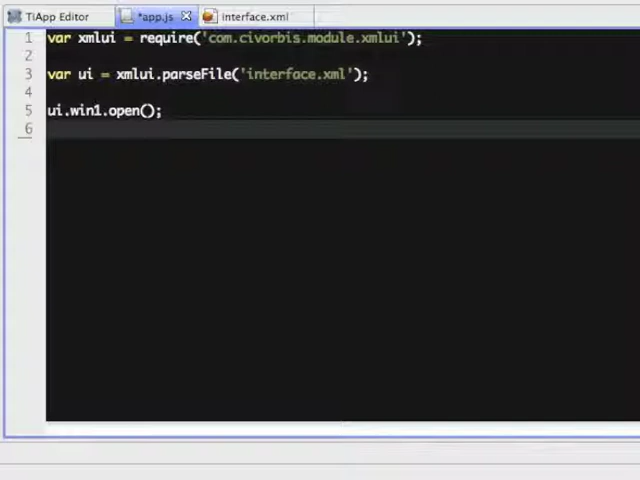 TiApp Editor
*app.js
interface.xml
1 var xmlui = require('com.civorbis.module.xmlui');
2
3 var ui = xmlui.parseFile('interface.xml');
4
5 ui.win1.open();
6